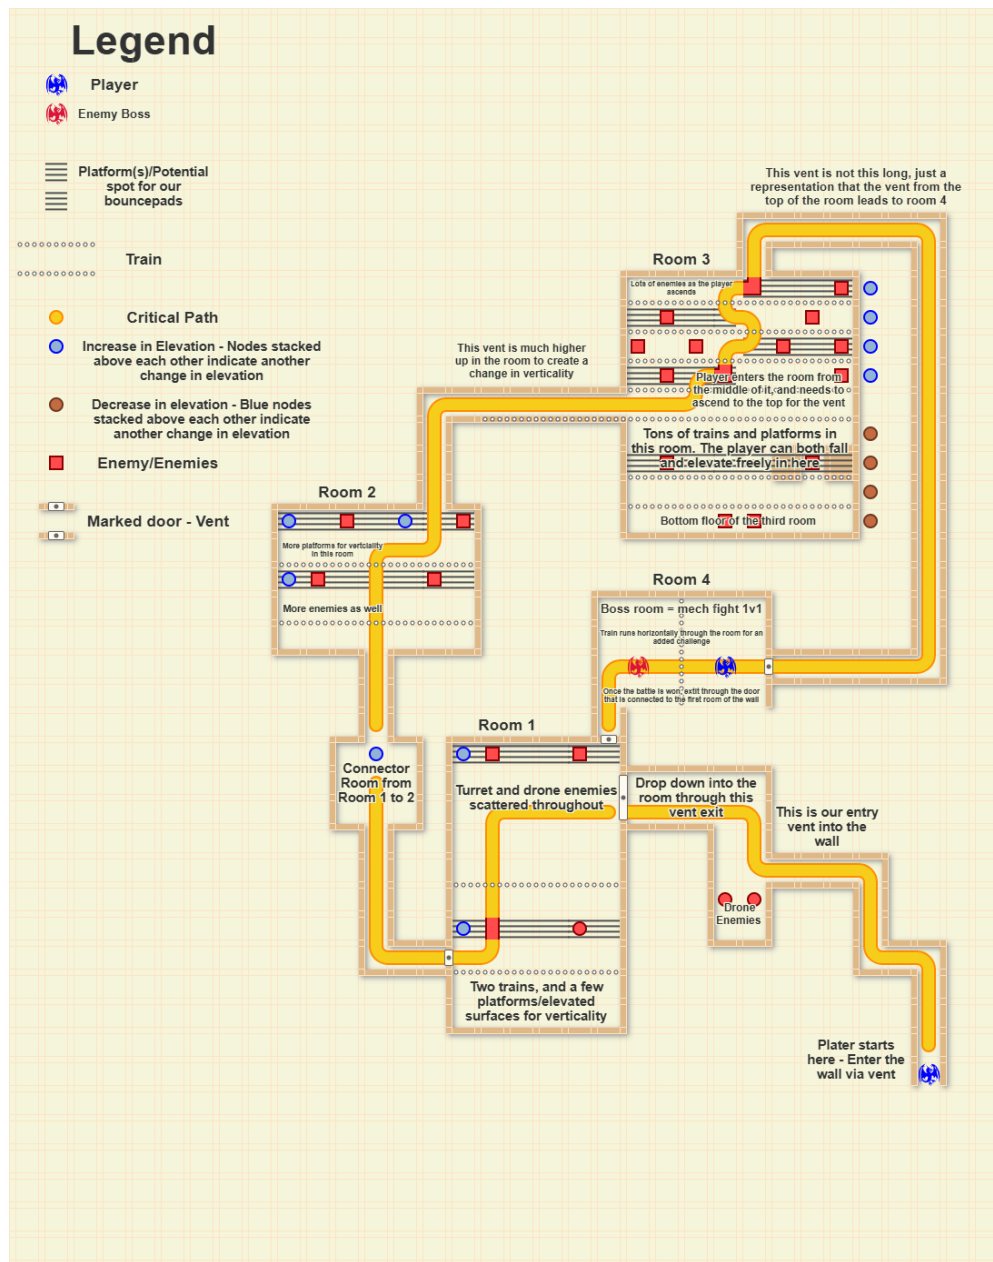 Legend
Player
Enemy Boss
Platform(s)/Potential
spot for our
bouncepads
Train
Critical Path
Increase in Elevation - Nodes stacked
above each other indicate another
change in elevation
Decrease in elevation - Blue nodes
stacked above each other indicate
another change in elevation
Enemy/Enemies
Marked door - Vent
This vent is not this long, just a
representation that the vent from the
top of the room leads to room 4
Room 3
Lots of enemies as the player
ascends
This vent is much higher
up in the room to create a
change in verticality
Player enters the room from
the middle of it, and needs to
ascend to the top for the vent
Tons of trains and platforms in
this room. The player can both fall
and elevate freely in here
Bottom floor of the third room
Room 2
More platforms for vertciality
in this room
More enemies as well
Room 4
Boss room = mech fight 1v1
Train runs horizontally through the room for an
added challenge
Once the battle is won, extit through the door
that is connected to the first room of the wall
Room 1
Connector
Room from
Room 1 to 2
Turret and drone enemies
scattered throughout
Drop down into the
room through this
vent exit
This is our entry
vent into the
wall
Drone
Enemies
Two trains, and a few
platforms/elevated
surfaces for verticality
Plater starts
here - Enter the
wall via vent